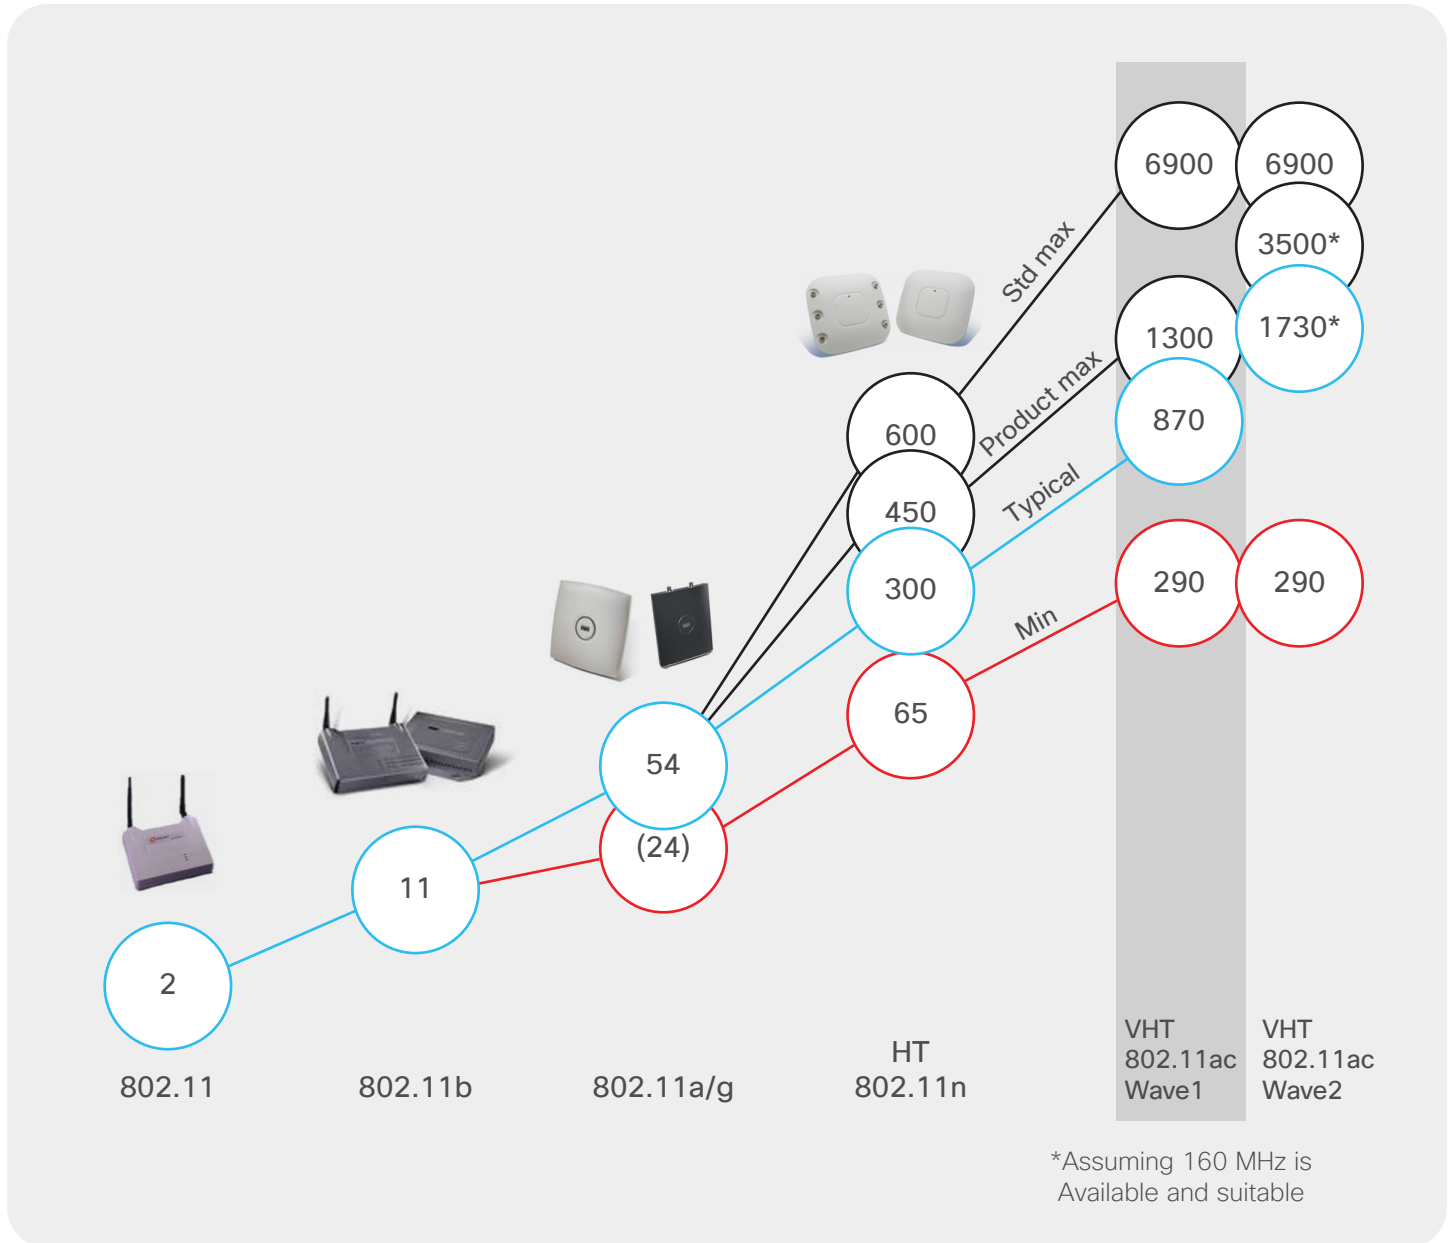 6900
6900
3500*
Std max
1300
1730*
Product max
870
600
450
Typical
300
290
290
Min
65
54
(24)
11
2
802.11
802.11b
802.11a/g
HT
802.11n
VHT
802.11ac
Wave1
VHT
802.11ac
Wave2
*Assuming 160 MHz is
Available and suitable